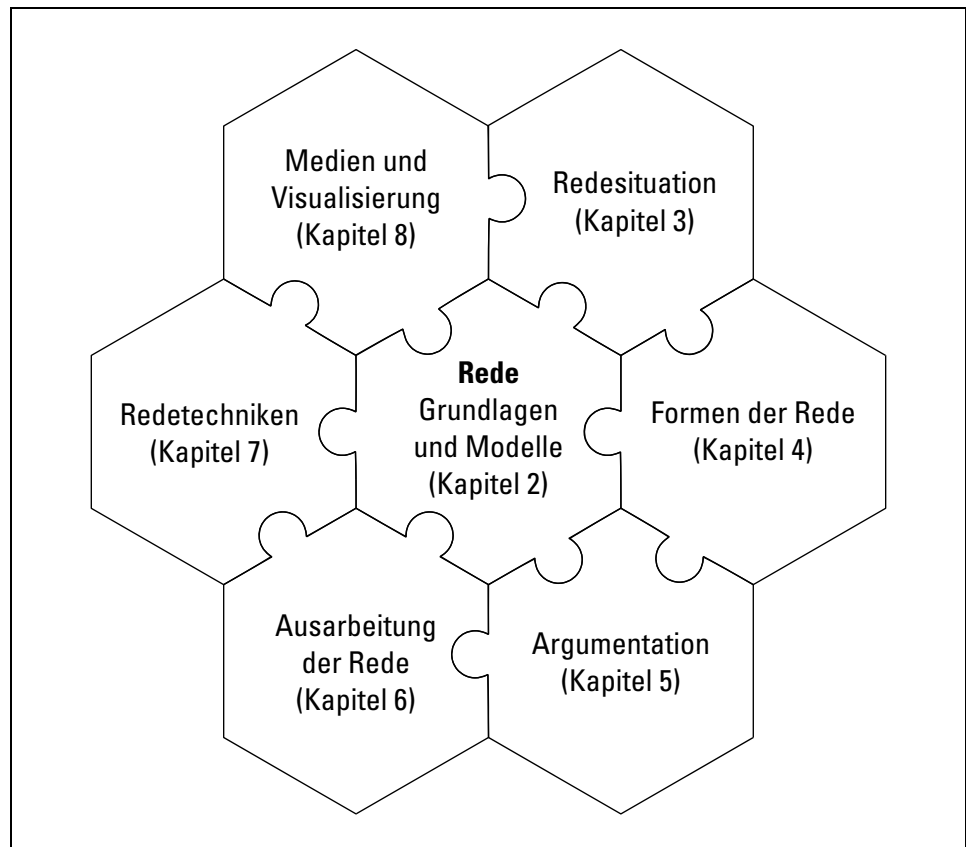 Medien und
Visualisierung
(Kapitel 8)
Redesituation
(Kapitel 3)
Redetechniken
(Kapitel 7)
Rede
Grundlagen
und Modelle
(Kapitel 2)
Formen der Rede
(Kapitel 4)
Ausarbeitung
der Rede
(Kapitel 6)
Argumentation
(Kapitel 5)